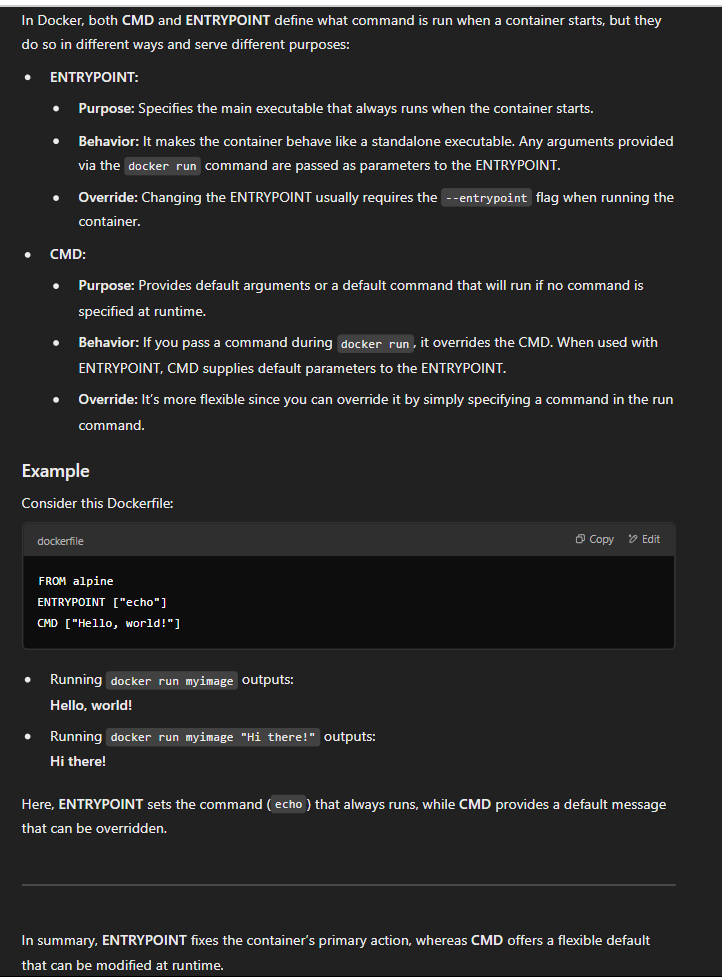 In Docker, both CMD and ENTRYPOINT define what command is run when a container starts, but they
do so in different ways and serve different purposes:
• ENTRYPOINT:
• Purpose: Specifies the main executable that always runs when the container starts.
• Behavior: It makes the container behave like a standalone executable. Any arguments provided
via the docker run command are passed as parameters to the ENTRYPOINT.
• Override: Changing the ENTRYPOINT usually requires the --entrypoint flag when running the
container.
• CMD:
• Purpose: Provides default arguments or a default command that will run if no command is
specified at runtime.
• Behavior: If you pass a command during docker run, it overrides the CMD. When used with
ENTRYPOINT, CMD supplies default parameters to the ENTRYPOINT.
• Override: It's more flexible since you can override it by simply specifying a command in the run
command.
Example
Consider this Dockerfile:
dockerfile Copy Edit
FROM alpine
ENTRYPOINT ["echo"]
CMD ["Hello, world!"]
• Running docker run myimage outputs:
Hello, world!
• Running docker run myimage "Hi there!" outputs:
Hi there!
Here, ENTRYPOINT sets the command (echo) that always runs, while CMD provides a default message
that can be overridden.
In summary, ENTRYPOINT fixes the container's primary action, whereas CMD offers a flexible default
that can be modified at runtime.